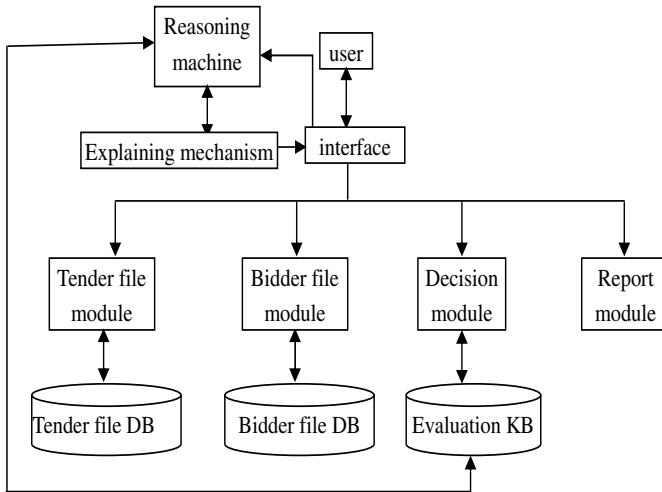 Reasoning
machine
user
Explaining mechanism
interface
Tender file
module
Bidder file
module
Decision
module
Report
module
Tender file DB
Bidder file DB
Evaluation KB